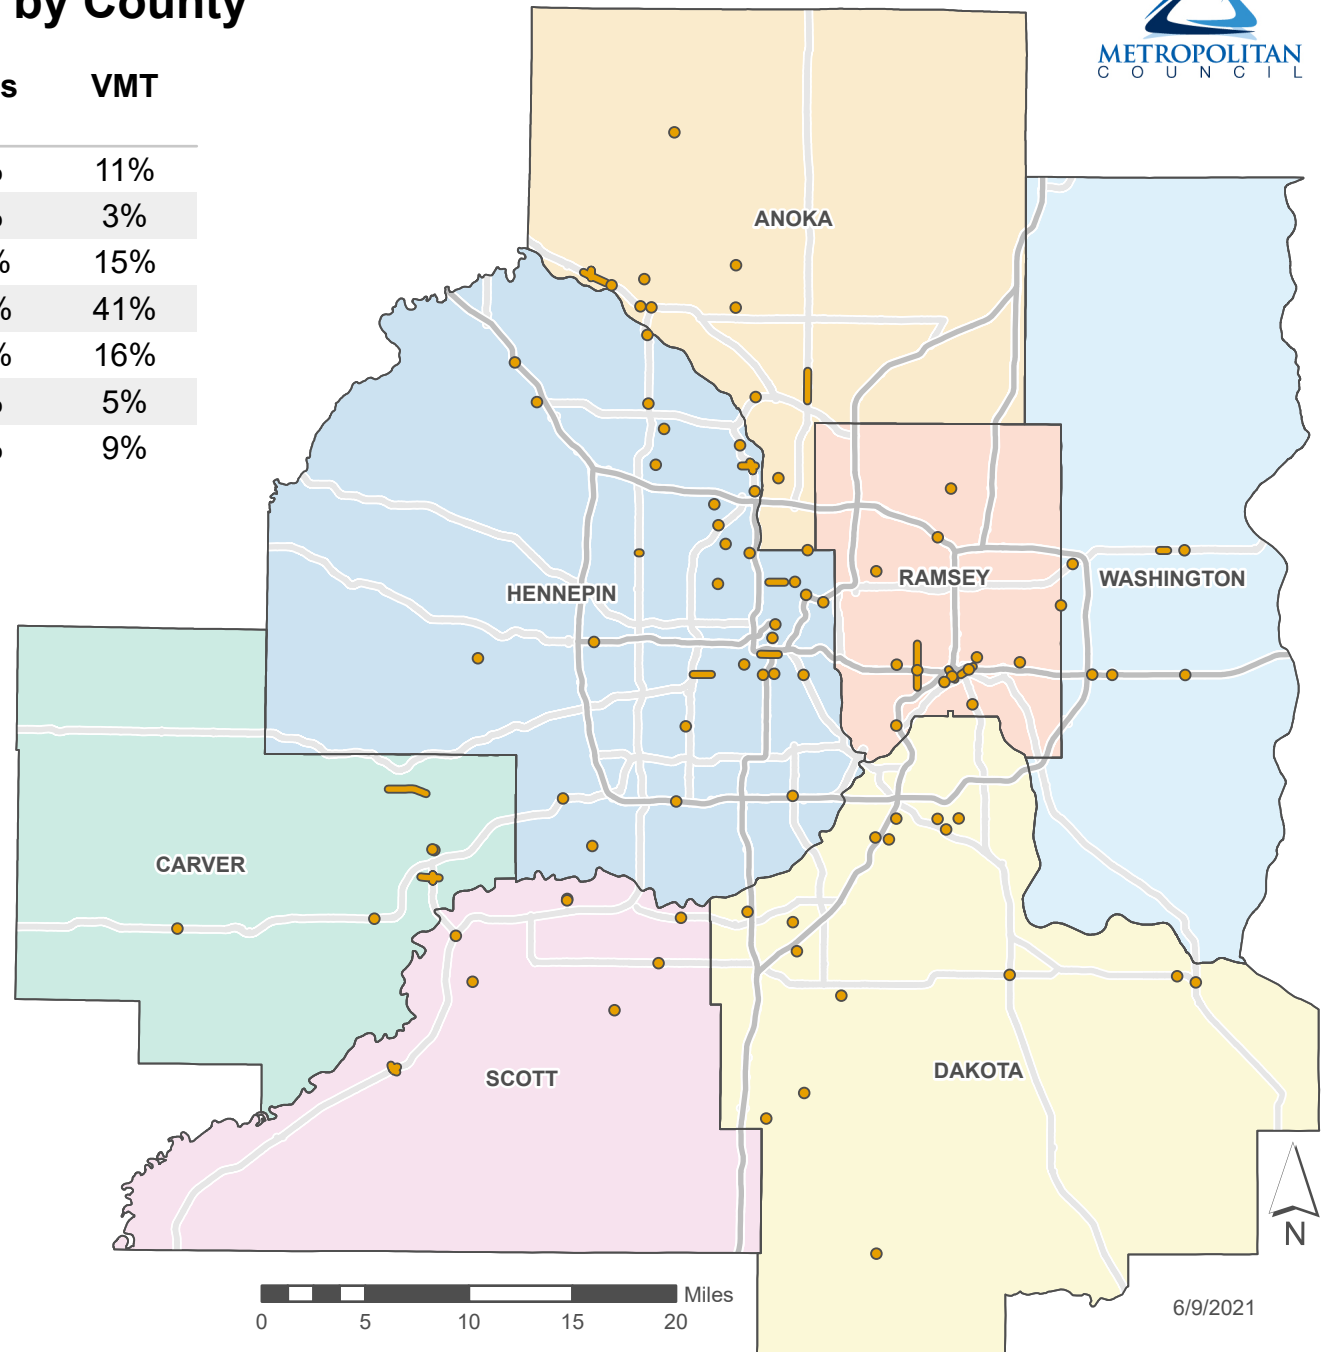 by County
METROPOLITAN
COUNCIL
VMT
11%
3%
15%
41%
16%
5%
9%
ANOKA
HENNEPIN
RAMSEY
WASHINGTON
CARVER
SCOTT
DAKOTA
N
Miles
0 5 10 15 20
6/9/2021